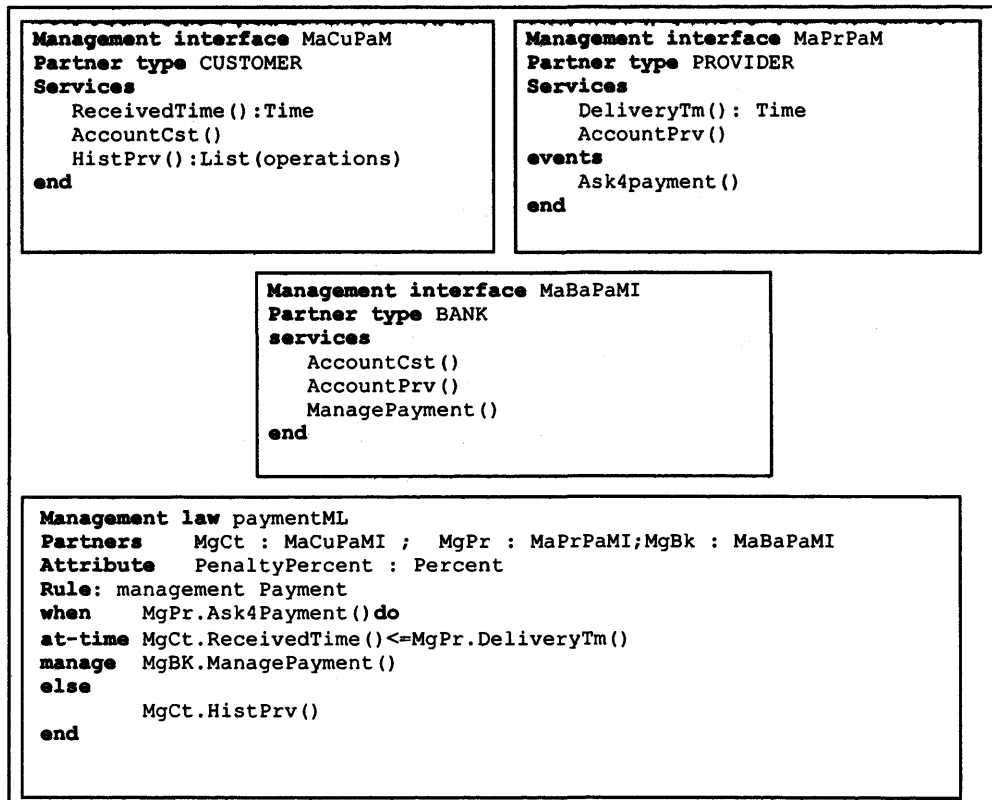 Management interface MaCuPaM
Partner type CUSTOMER
Services
ReceivedTime():Time
AccountCst()
HistPrv():List(operations)
end
Management interface MaPrPaM
Partner type PROVIDER
Services
DeliveryTm(): Time
AccountPrv()
events
Ask4payment()
end
Management interface MaBaPaMI
Partner type BANK
services
AccountCst()
AccountPrv()
ManagePayment()
end
Management law paymentML
Partners MgCt : MaCuPaMI ; MgPr : MaPrPaMI;MgBk : MaBaPaMI
Attribute PenaltyPercent : Percent
Rule: management Payment
when MgPr.Ask4Payment()do
at-time MgCt.ReceivedTime()<=MgPr.DeliveryTm()
manage MgBK.ManagePayment()
else
MgCt.HistPrv()
end